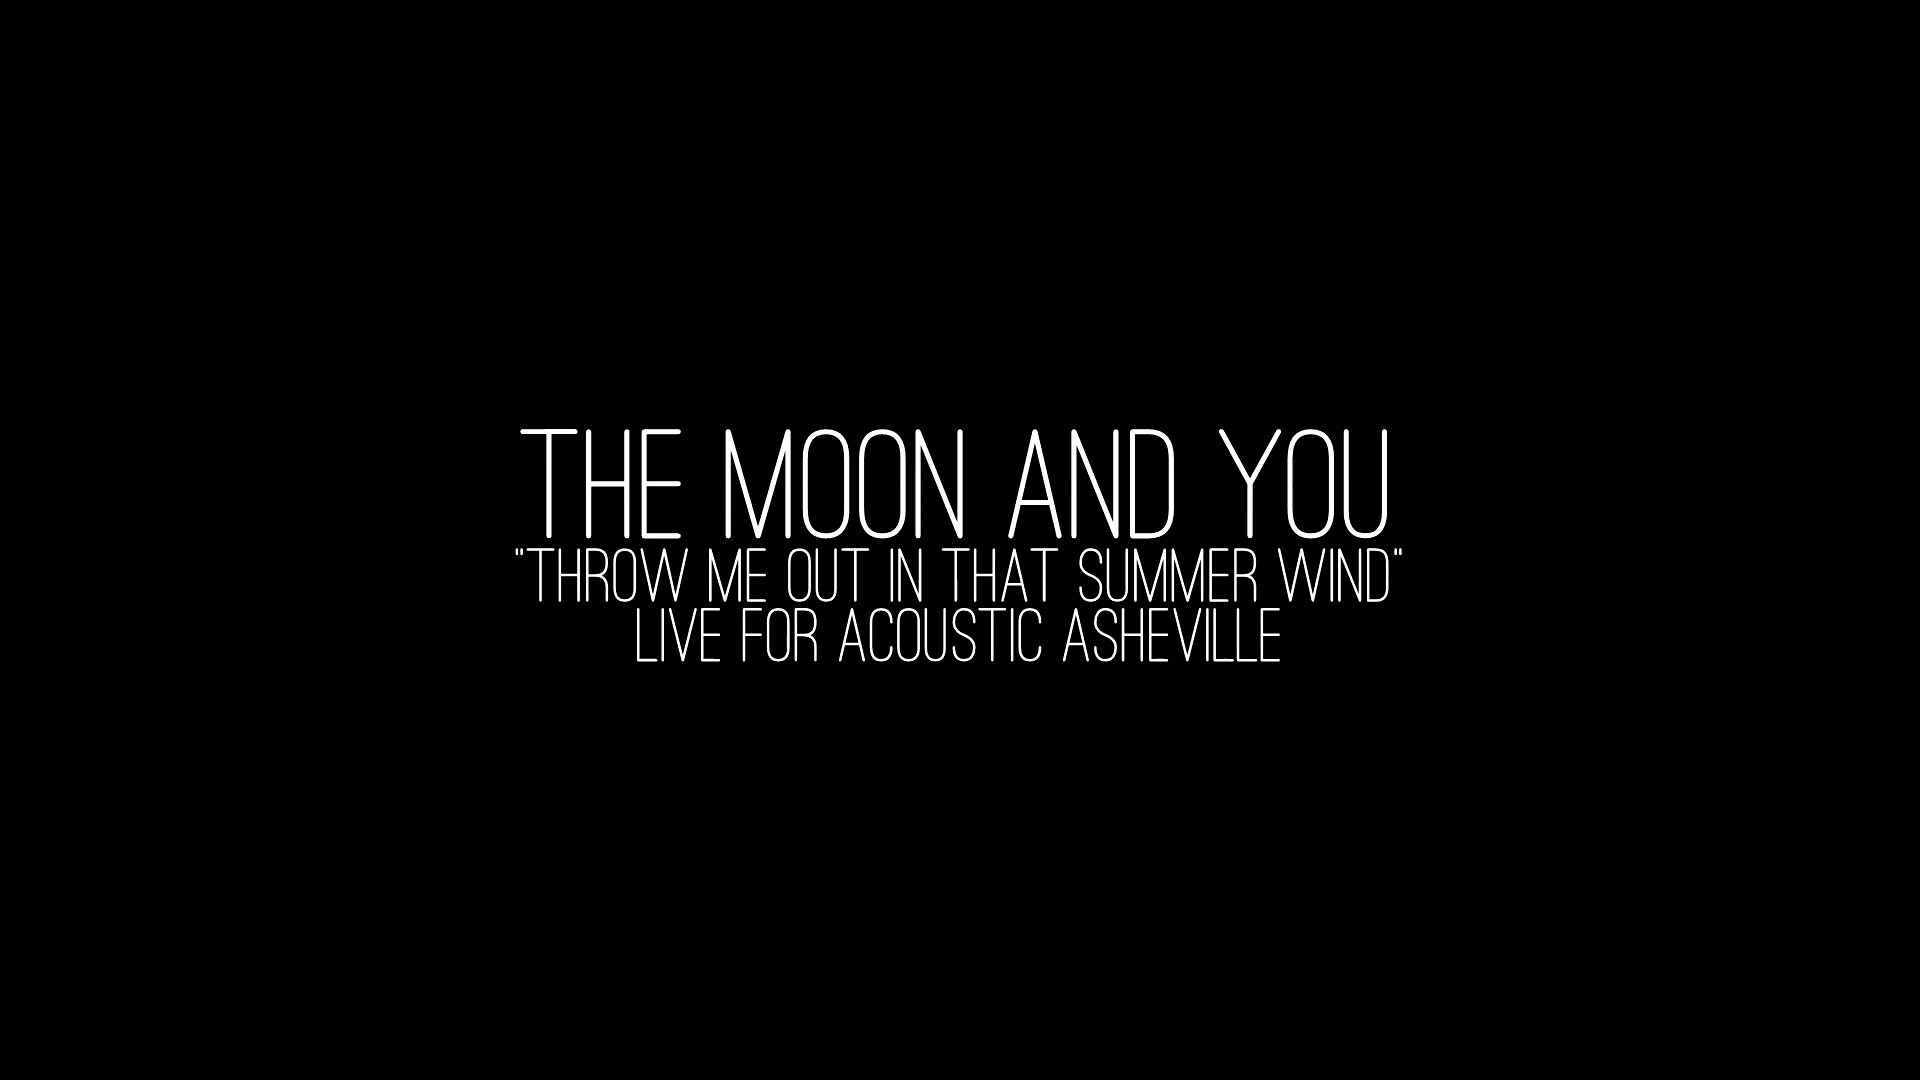 THE MOON AND YOU
"THROW ME OUT IN THAT SUMMER WIND"
LIVE FOR ACOUSTIC ASHEVILLE